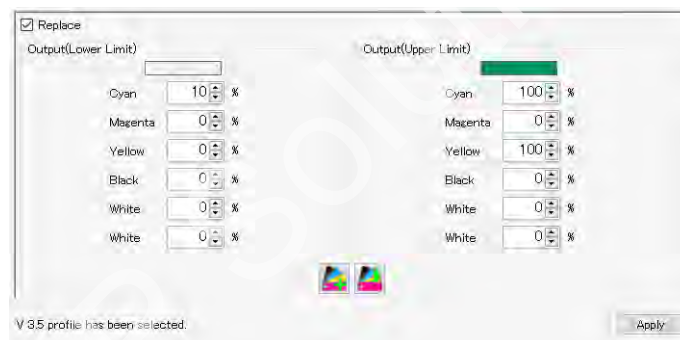 Replace
Output(Lower Limit) Output(Upper Limit)
Cyan 10 % Cyan 100 %
Magenta 0 % Magenta 0 %
Yellow 0 % Yellow 100 %
Black 0 % Black 0 %
White 0 % White 0 %
White 0 % White 0 %
V 3.5 profile has been selected. Apply